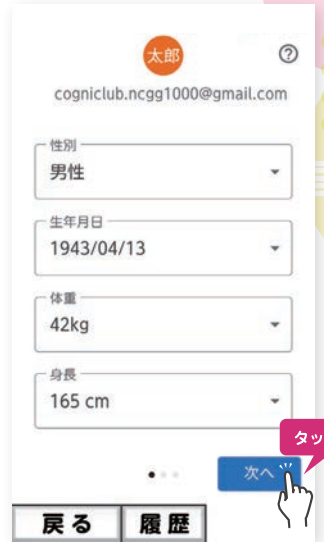 太郎
cogniclub.ncgg1000@gmail.com
性別
男性
生年月日
1943/04/13
体重
42kg
身長
165 cm
タッ
次へ
戻る
履歴